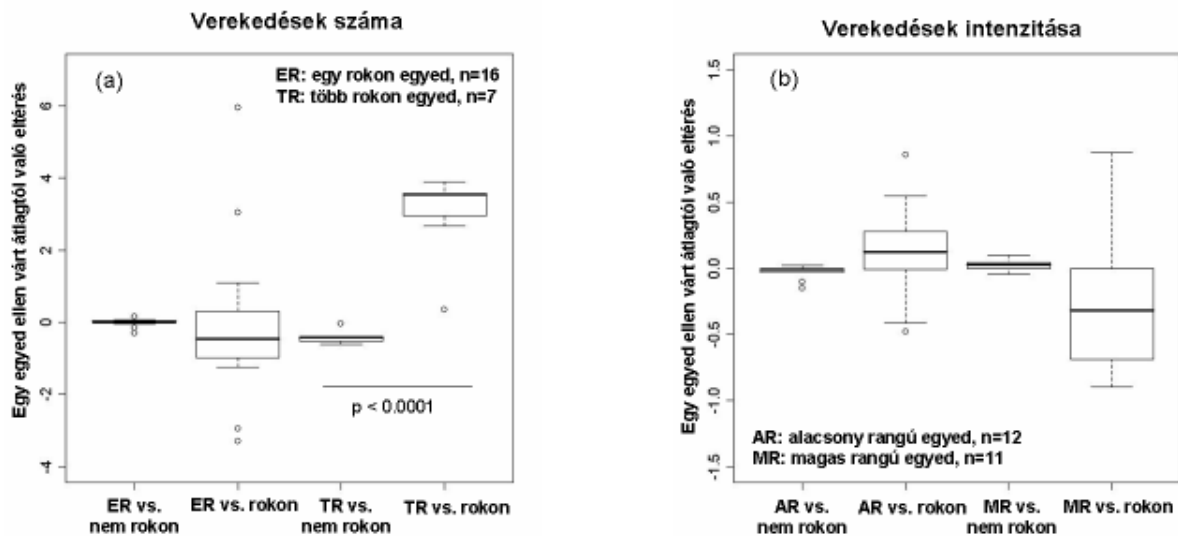 Verekedések száma
(a)
ER: egy rokon egyed, n=16
TR: több rokon egyed, n=7
Egy egyed ellen várt átlagtól való eltérés
6
4
2
0
-2
-4
p < 0.0001
ER vs.
nem rokon
ER vs. rokon
TR vs.
nem rokon
TR vs. rokon
Verekedések intenzitása
(b)
Egy egyed ellen várt átlagtól való eltérés
1.5
1.0
0.5
0.0
-0.5
-1.0
-1.5
AR: alacsony rangú egyed, n=12
MR: magas rangú egyed, n=11
AR vs.
nem rokon
AR vs. rokon
MR vs.
nem rokon
MR vs. rokon